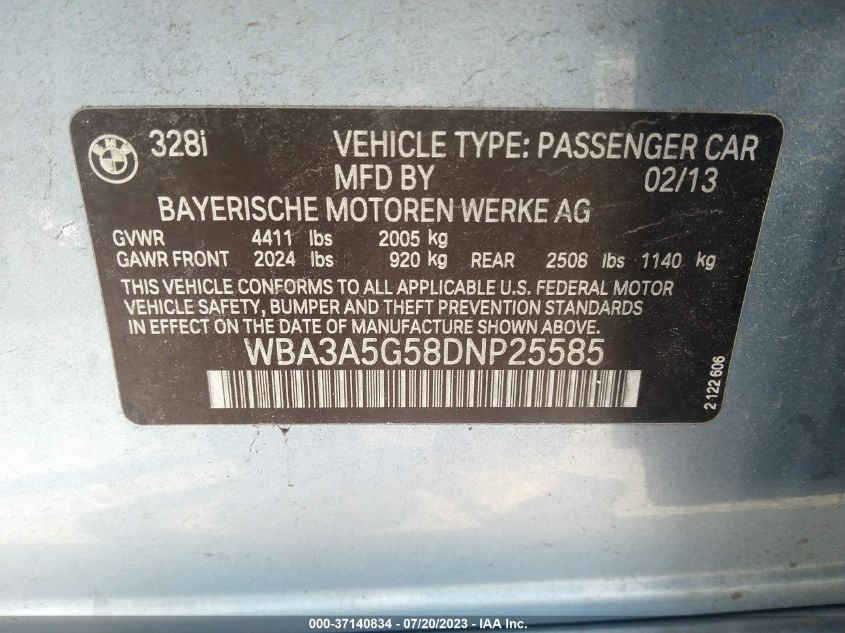 BMW
328i VEHICLE TYPE: PASSENGER CAR
MFD BY 02/13
BAYERISCHE MOTOREN WERKE AG
GVWR 4411 lbs 2005 kg
GAWR FRONT 2024 lbs 920 kg REAR 2508 lbs 1140 kg
THIS VEHICLE CONFORMS TO ALL APPLICABLE U.S. FEDERAL MOTOR
VEHICLE SAFETY, BUMPER AND THEFT PREVENTION STANDARDS
IN EFFECT ON THE DATE OF MANUFACTURE SHOWN ABOVE.
WBA3A5G58DNP25585
2 122 606
000-37140834 - 07/20/2023 - IAA Inc.